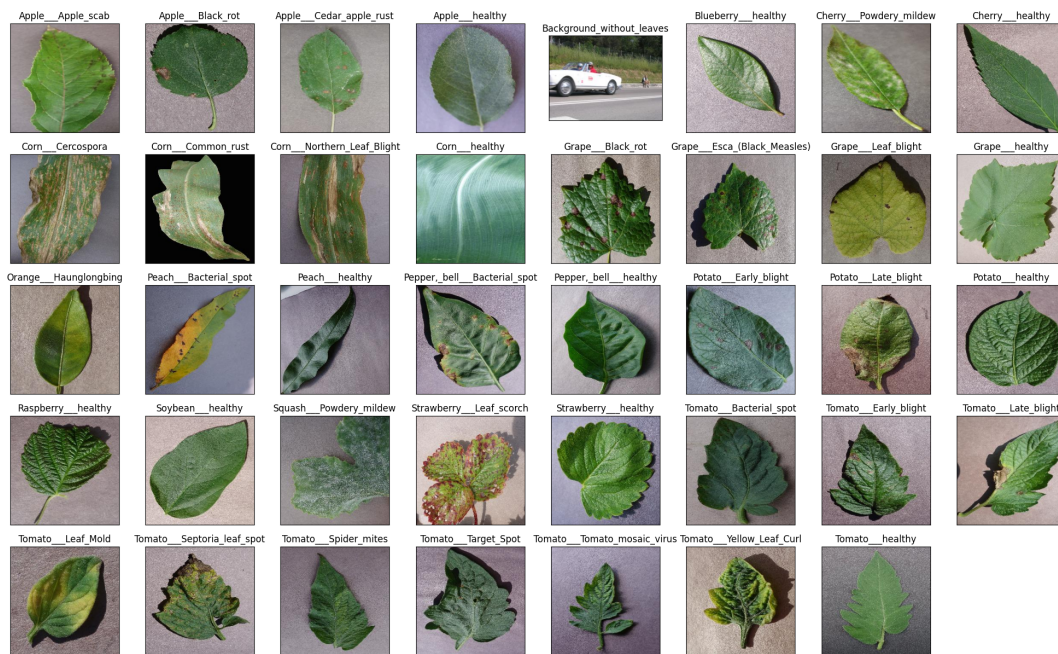 Apple___Apple_scab
Apple___Black_rot
Apple___Cedar_apple_rust
Apple___healthy
Background_without_leaves
Blueberry___healthy
Cherry___Powdery_mildew
Cherry___healthy
Corn___Cercospora
Corn___Common_rust
Corn___Northern_Leaf_Blight
Corn___healthy
Grape___Black_rot
Grape___Esca_(Black_Measles)
Grape___Leaf_blight
Grape___healthy
Orange___Haunglongbing
Peach___Bacterial_spot
Peach___healthy
Pepper,_bell___Bacterial_spot
Pepper,_bell___healthy
Potato___Early_blight
Potato___Late_blight
Potato___healthy
Raspberry___healthy
Soybean___healthy
Squash___Powdery_mildew
Strawberry___Leaf_scorch
Strawberry___healthy
Tomato___Bacterial_spot
Tomato___Early_blight
Tomato___Late_blight
Tomato___Leaf_Mold
Tomato___Septoria_leaf_spot
Tomato___Spider_mites
Tomato___Target_Spot
Tomato___Tomato_mosaic_virus
Tomato___Yellow_Leaf_Curl
Tomato___healthy